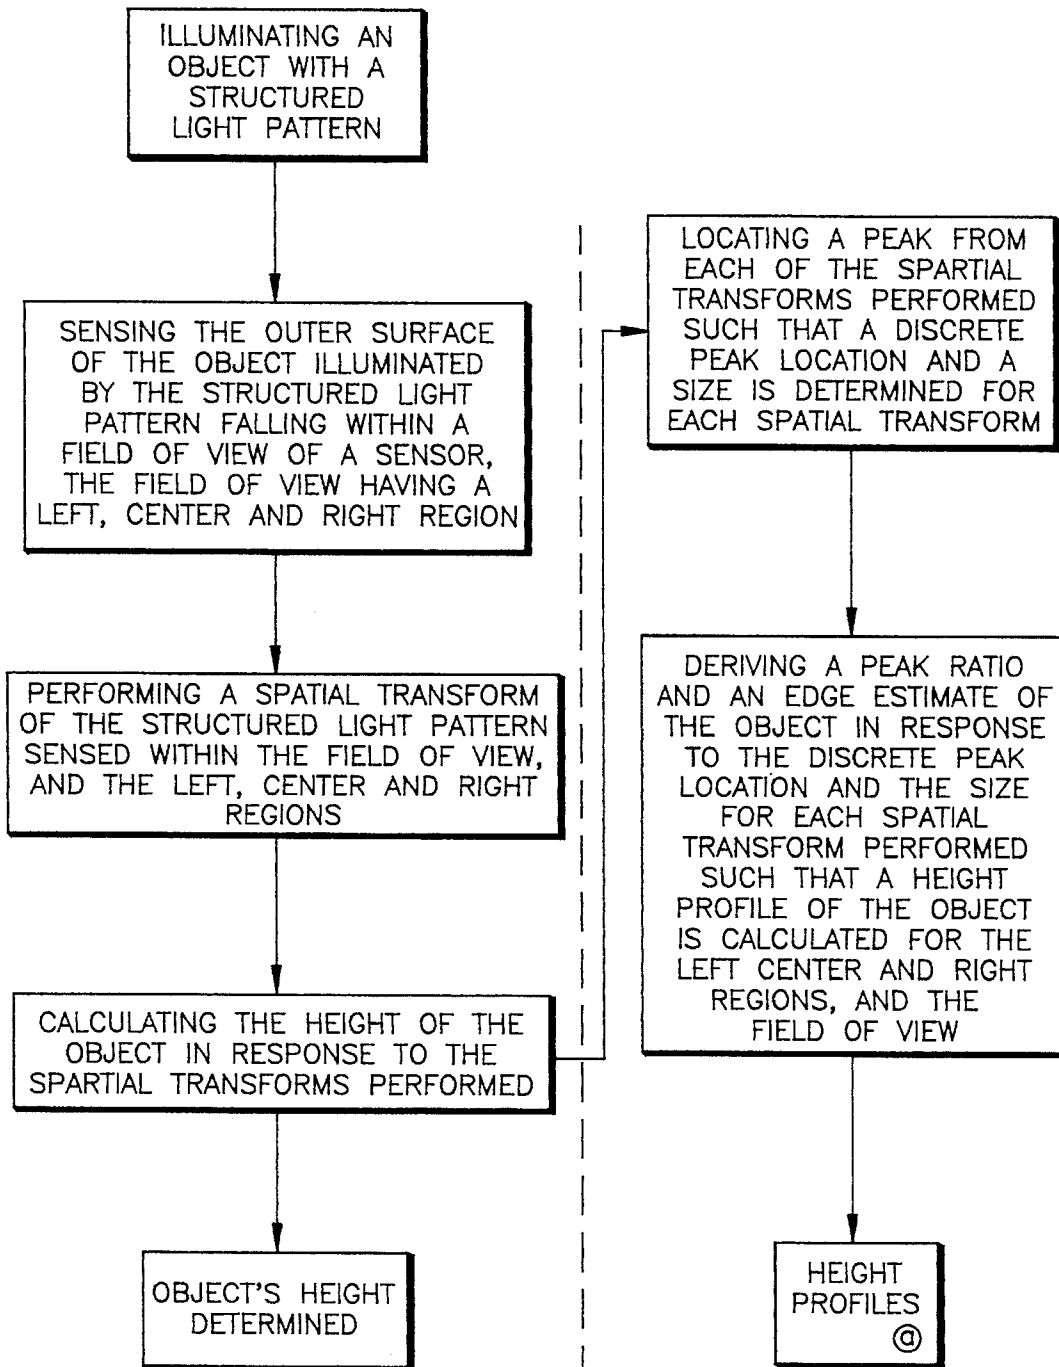 ILLUMINATING AN
OBJECT WITH A
STRUCTURED
LIGHT PATTERN
SENSING THE OUTER SURFACE
OF THE OBJECT ILLUMINATED
BY THE STRUCTURED LIGHT
PATTERN FALLING WITHIN A
FIELD OF VIEW OF A SENSOR,
THE FIELD OF VIEW HAVING A
LEFT, CENTER AND RIGHT REGION
PERFORMING A SPATIAL TRANSFORM
OF THE STRUCTURED LIGHT PATTERN
SENSED WITHIN THE FIELD OF VIEW,
AND THE LEFT, CENTER AND RIGHT
REGIONS
CALCULATING THE HEIGHT OF THE
OBJECT IN RESPONSE TO THE
SPARTIAL TRANSFORMS PERFORMED
OBJECT'S HEIGHT
DETERMINED
LOCATING A PEAK FROM
EACH OF THE SPARTIAL
TRANSFORMS PERFORMED
SUCH THAT A DISCRETE
PEAK LOCATION AND A
SIZE IS DETERMINED FOR
EACH SPATIAL TRANSFORM
DERIVING A PEAK RATIO
AND AN EDGE ESTIMATE OF
THE OBJECT IN RESPONSE
TO THE DISCRETE PEAK
LOCATION AND THE SIZE
FOR EACH SPATIAL
TRANSFORM PERFORMED
SUCH THAT A HEIGHT
PROFILE OF THE OBJECT
IS CALCULATED FOR THE
LEFT CENTER AND RIGHT
REGIONS, AND THE
FIELD OF VIEW
HEIGHT
PROFILES
ⓐ